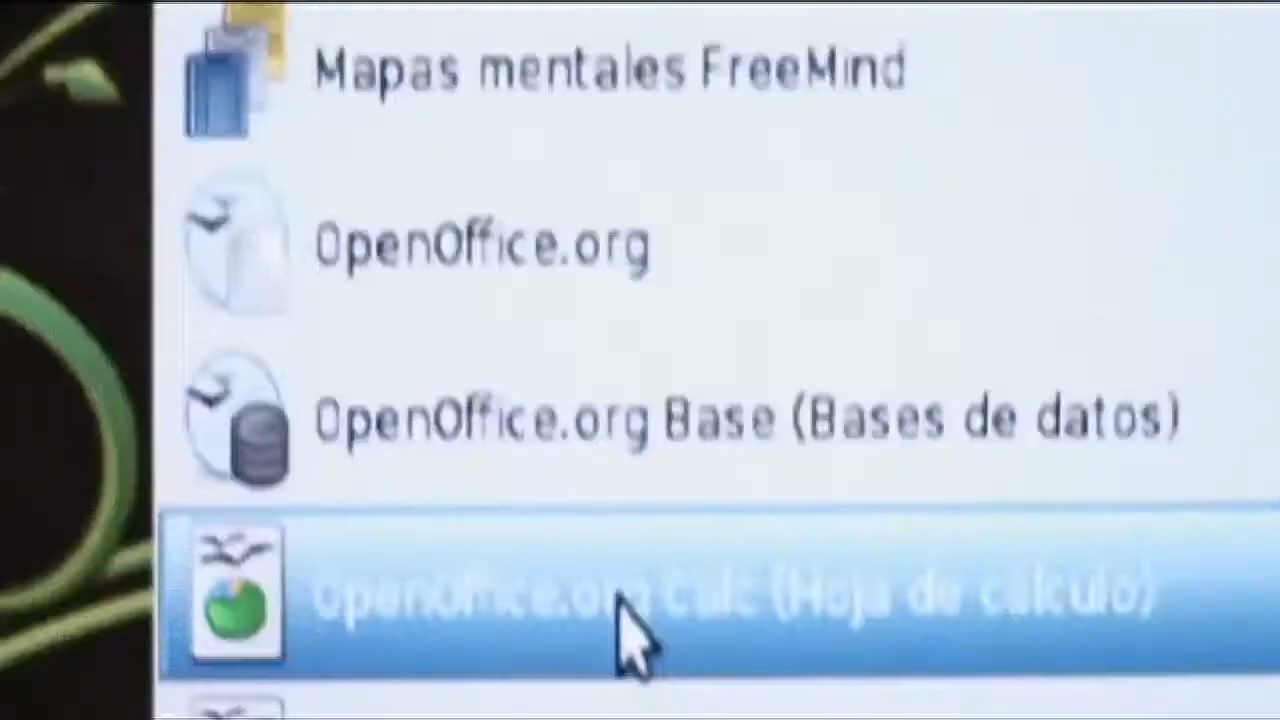 Mapas mentales FreeMind
OpenOffice.org
OpenOffice.org Base (Bases de datos)
OpenOffice.org Calc (Hoja de cálculo)